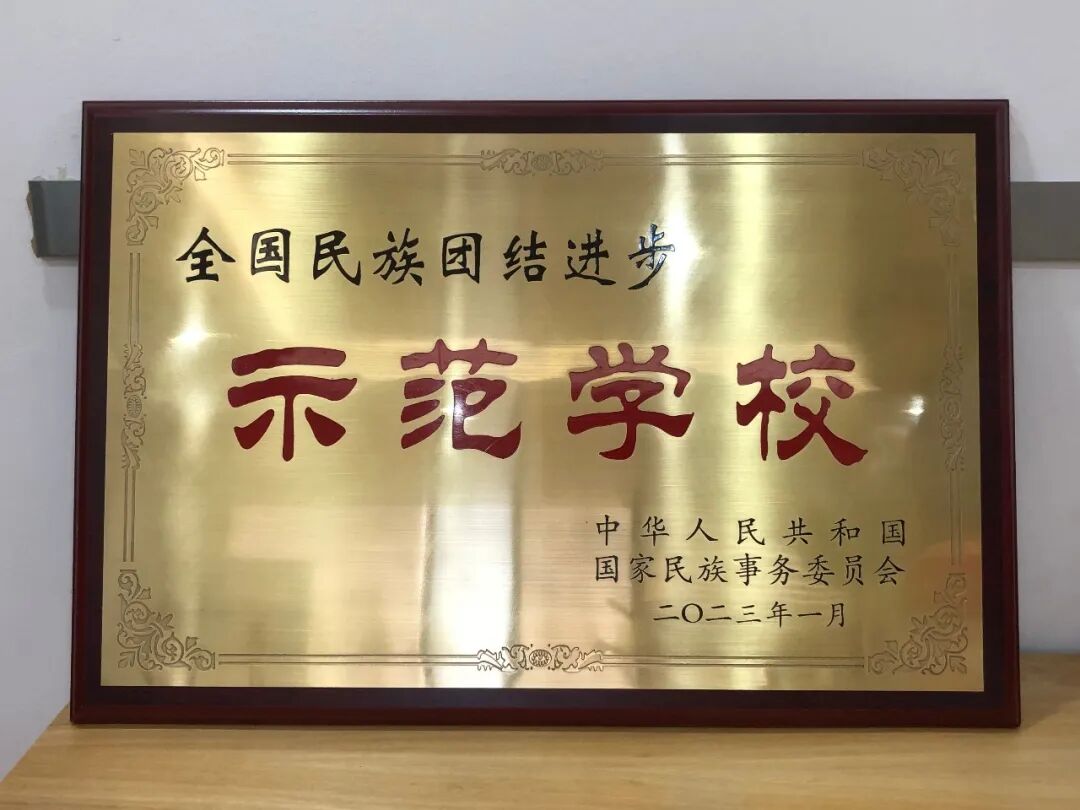 全国民族团结进步
示范学校
中华人民共和国
国家民族事务委员会
二〇二三年一月